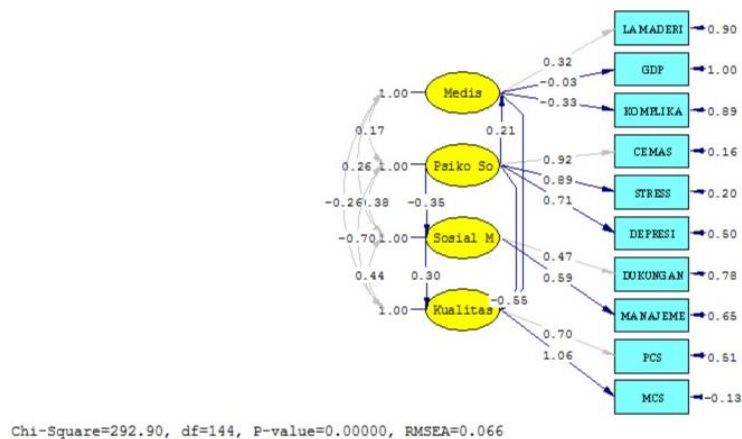 LAMADERI 0.90
0.32
GDP 1.00
Medis -0.03
1.00 -0.33
KOMPLIKA 0.89
0.17 0.21
CEMAS 0.16
0.92
0.26 1.00 Psiko So 0.89
STRESS 0.20
0.71
-0.26 0.38 -0.35
DEPRESI 0.50
-0.70 1.00 Sosial M 0.47
DUKUNGAN 0.78
0.59
0.44 0.30
-0.55
MANAJEME 0.65
1.00 Kualitas 0.70
PCS 0.51
1.06
MCS -0.13
Chi-Square=292.90, df=144, P-value=0.00000, RMSEA=0.066